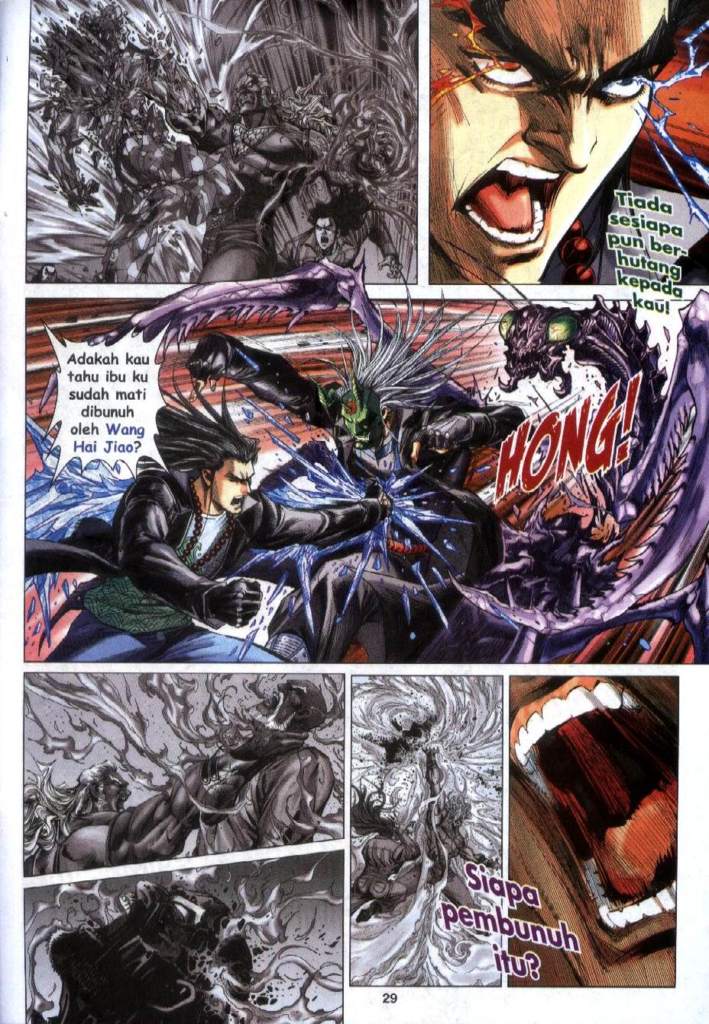 Tiada
sesiapa
pun ber-
hutang
kepada
kau!
Adakah kau
tahu ibu ku
sudah mati
dibunuh
oleh Wang
Hai Jiao?
HONG!
Siapa
pembunuh
itu?
29